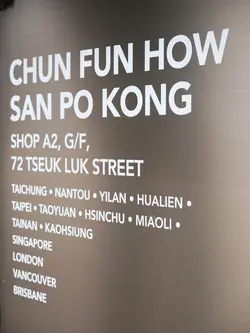 CHUN FUN HOW
SAN PO KONG
SHOP A2, G/F,
72 TSEUK LUK STREET
TAICHUNG • NANTOU • YILAN • HUALIEN •
TAIPEI • TAOYUAN • HSINCHU • MIAOLI •
TAINAN • KAOHSIUNG
SINGAPORE
LONDON
VANCOUVER
BRISBANE